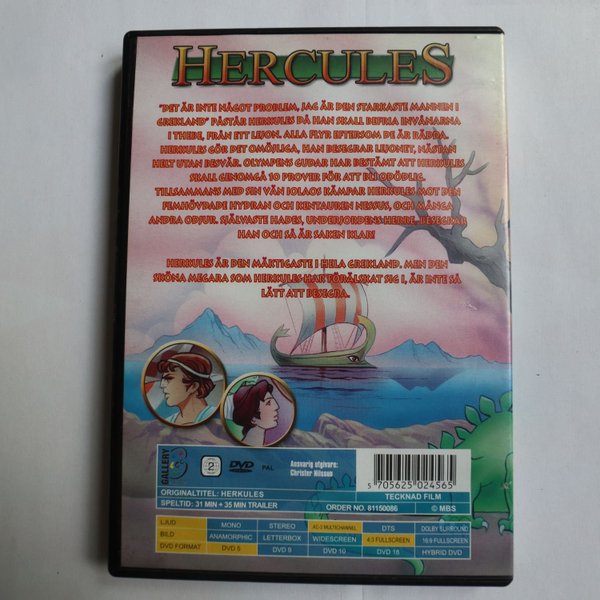 HERCULES
"DET ÄR INTE NÅGOT PROBLEM, JAG ÄR DEN STARKASTE MANNEN I
GREKLAND" PÅSTÅR HERKULES DÅ HAN SKALL BEFRIA INVÅNARNA
I THEBE, FRÅN ETT LEJON. ALLA FLYR EFTERSOM DE ÄR RÄDDA.
HERKULES GÖR DET OMÖJLIGA, HAN BESEGRAR LEJONET, NÄSTAN
HELT UTAN BESVÄR. OLYMPENS GUDAR HAR BESTÄMT ATT HERKULES
SKALL GENOMGÅ 10 PROVER FÖR ATT BLI ODÖDLIG.
TILLSAMMANS MED SIN VÄN IOLAOS KÄMPAR HERKULES MOT DEN
FEMHÖVDADE HYDRAN OCH KENTAUREN NESSUS, OCH MÅNGA
ANDRA ODJUR. SJÄLVASTE HADES, UNDERJORDENS HERRE, BESEGRAR
HAN OCH SÅ ÄR SAKEN KLAR!
HERKULES ÄR DEN MÄKTIGASTE I HELA GREKLAND. MEN DEN
SKÖNA MEGARA SOM HERKULES HAR FÖRÄLSKAT SIG I, ÄR INTE SÅ
LÄTT ATT BESEGRA.
GALLERY
2
DVD
PAL
Ansvarig utgivare:
Christer Nilsson
5 705625 024565
ORIGINALTITEL: HERKULES
TECKNAD FILM
SPELTID: 31 MIN + 35 MIN TRAILER
ORDER NO. 81150086
© MBS
LJUD MONO STEREO AC-3 MULTICHANNEL DTS DOLBY SURROUND
BILD ANAMORPHIC LETTERBOX WIDESCREEN 4:3 FULLSCREEN 16:9 FULLSCREEN
DVD FORMAT DVD 5 DVD 9 DVD 10 DVD 18 HYBRID DVD